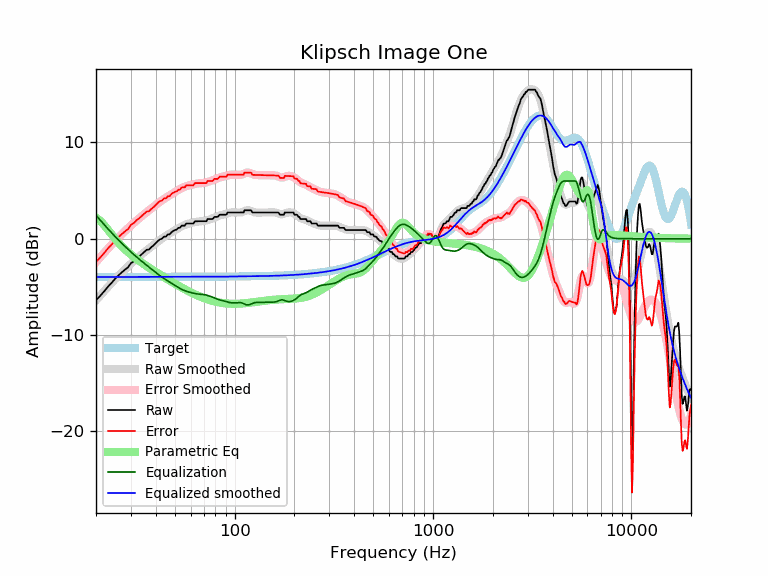 Klipsch Image One
Amplitude (dBr)
10
0
−10
−20
Target
Raw Smoothed
Error Smoothed
Raw
Error
Parametric Eq
Equalization
Equalized smoothed
100 1000 10000
Frequency (Hz)